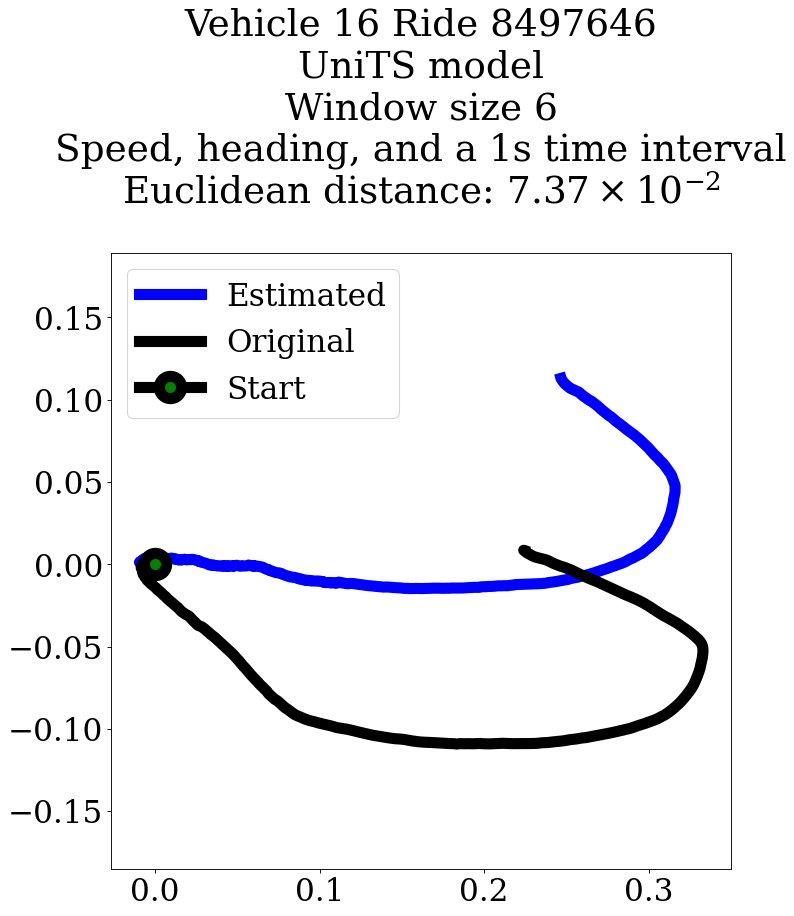 Vehicle 16 Ride 8497646
UniTS model
Window size 6
Speed, heading, and a 1s time interval
Euclidean distance: 7.37 × 10⁻²
Estimated
Original
Start
0.15
0.10
0.05
0.00
−0.05
−0.10
−0.15
0.0 0.1 0.2 0.3